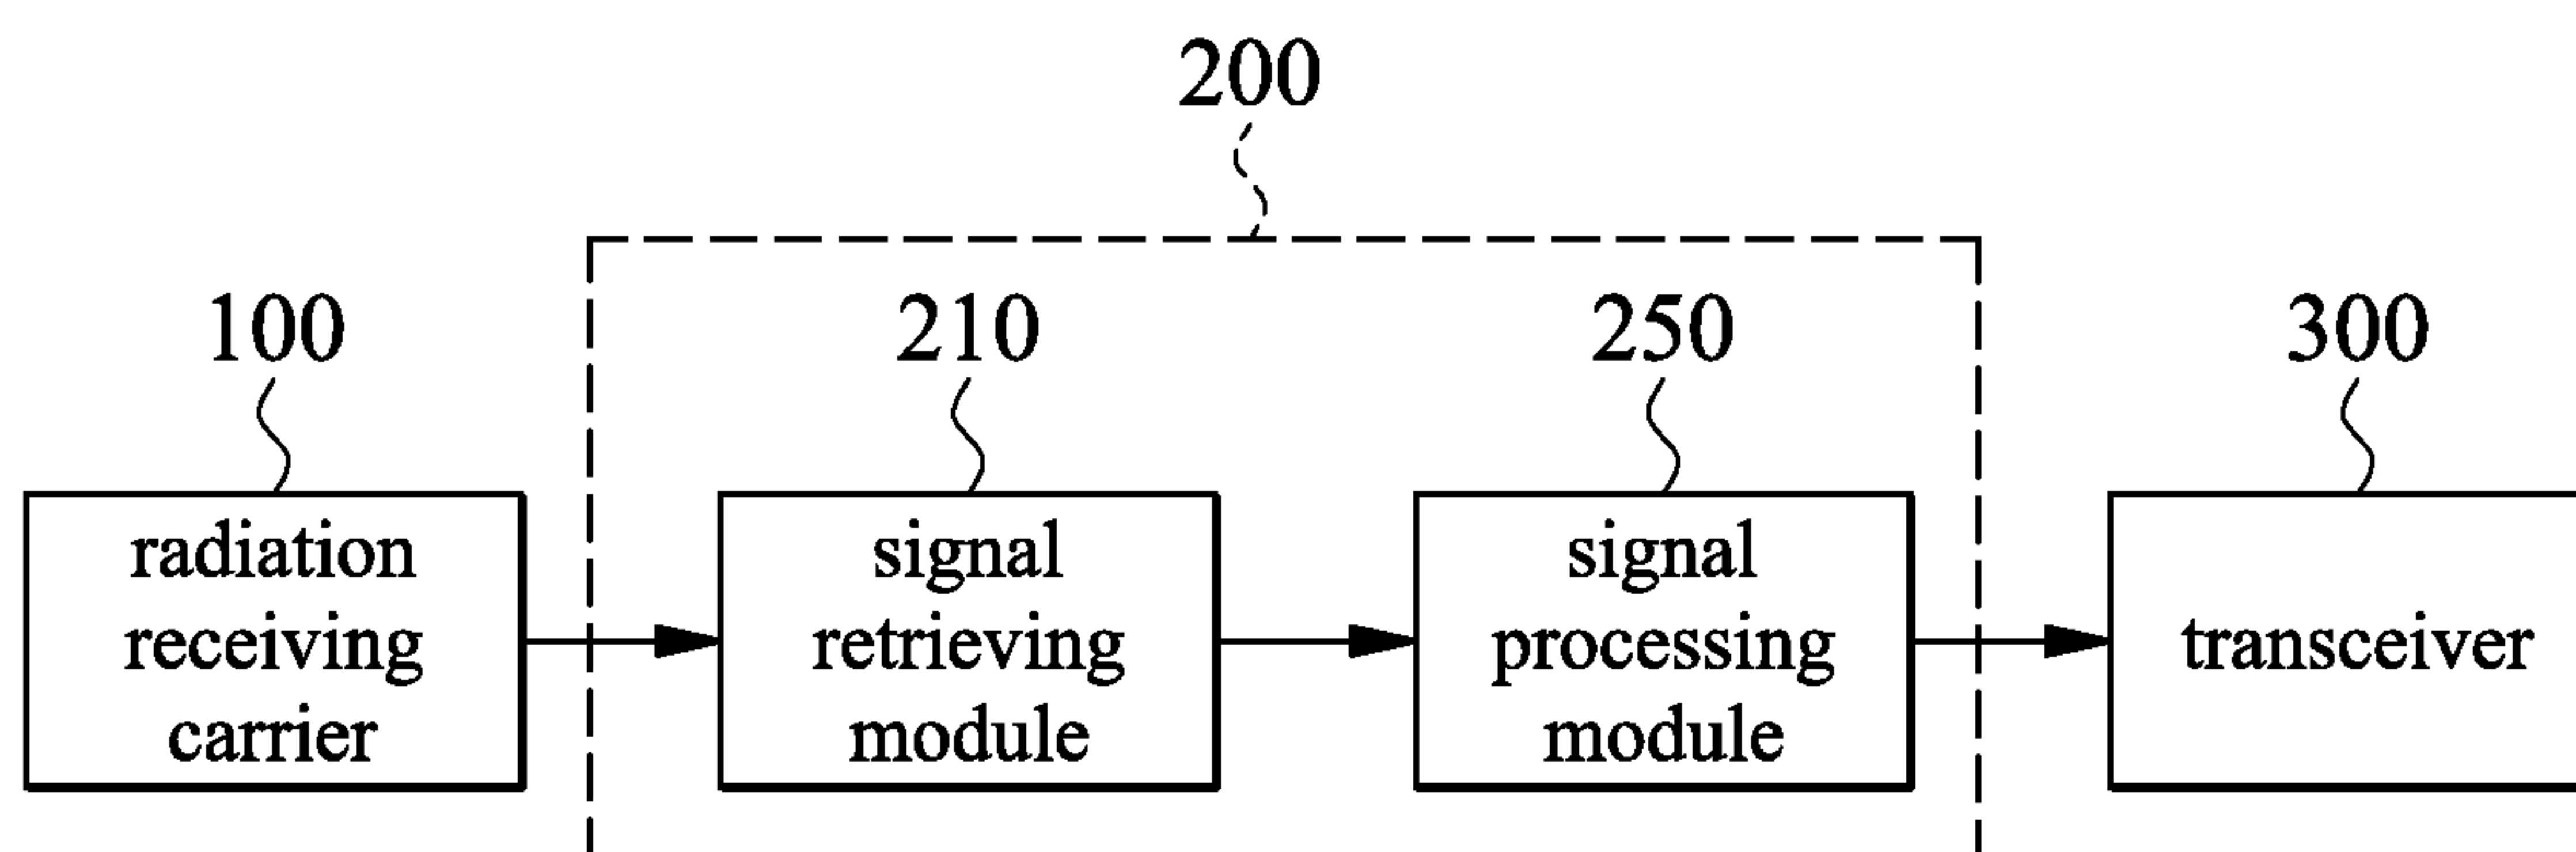 200
100
210
250
300
radiation
receiving
carrier
signal
retrieving
module
signal
processing
module
transceiver